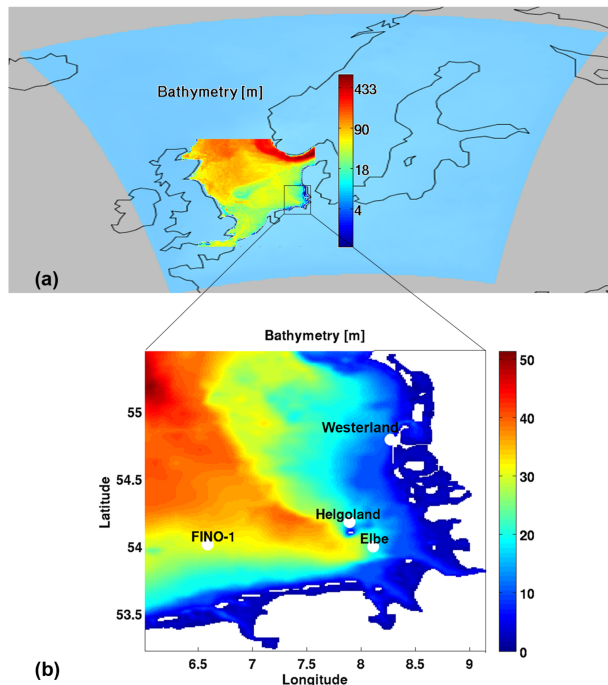 Bathymetry [m]
433
90
18
4
(a)
Bathymetry [m]
50
40
30
20
10
0
55
54.5
54
53.5
Latitude
Westerland
Helgoland
FINO-1
Elbe
6.5
7
7.5
8
8.5
9
Longitude
(b)